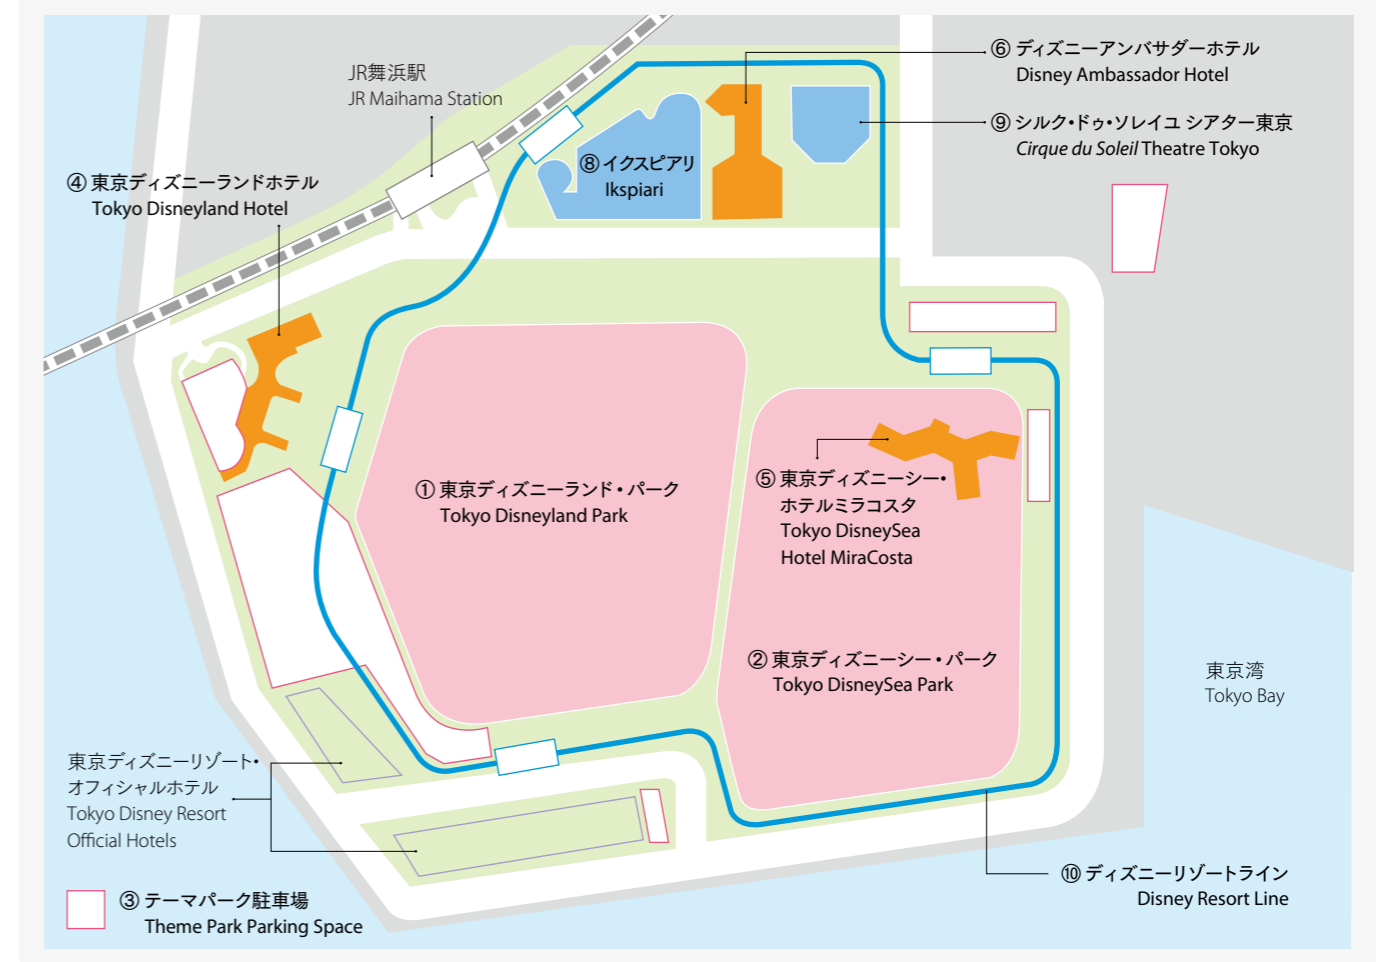 JR舞浜駅
JR Maihama Station
⑥ ディズニーアンバサダーホテル
Disney Ambassador Hotel
⑨ シルク・ドゥ・ソレイユ シアター東京
Cirque du Soleil Theatre Tokyo
⑧ イクスピアリ
Ikspiari
④ 東京ディズニーランドホテル
Tokyo Disneyland Hotel
① 東京ディズニーランド・パーク
Tokyo Disneyland Park
⑤ 東京ディズニーシー・
ホテルミラコスタ
Tokyo DisneySea
Hotel MiraCosta
② 東京ディズニーシー・パーク
Tokyo DisneySea Park
東京湾
Tokyo Bay
東京ディズニーリゾート・
オフィシャルホテル
Tokyo Disney Resort
Official Hotels
⑩ ディズニーリゾートライン
Disney Resort Line
③ テーマパーク駐車場
Theme Park Parking Space